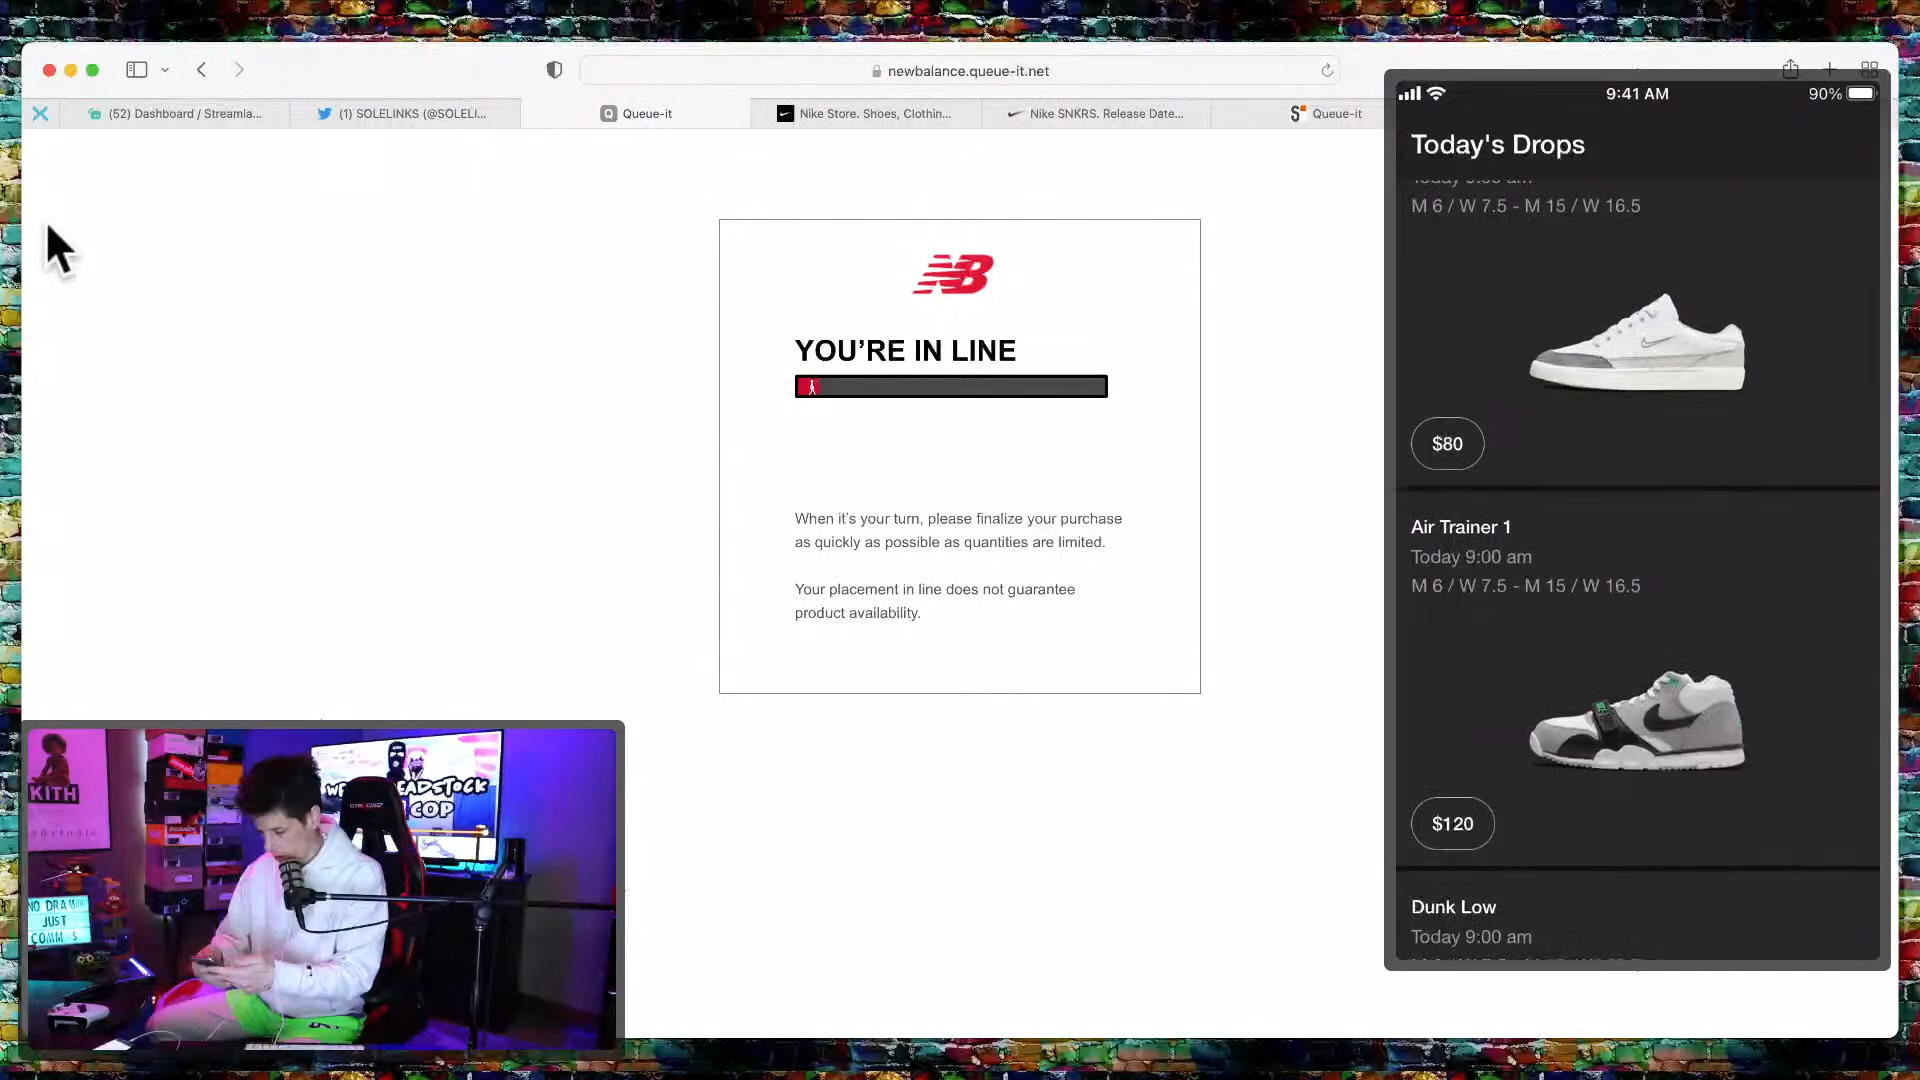 newbalance.queue-it.net
(52) Dashboard / Streamla...
(1) SOLELINKS (@SOLELI...
Queue-it
Nike Store. Shoes, Clothin...
Nike SNKRS. Release Date...
Queue-it
NB
YOU'RE IN LINE
When it's your turn, please finalize your purchase
as quickly as possible as quantities are limited.
Your placement in line does not guarantee
product availability.
9:41 AM
90%
Today's Drops
M 6 / W 7.5 - M 15 / W 16.5
$80
Air Trainer 1
Today 9:00 am
M 6 / W 7.5 - M 15 / W 16.5
$120
Dunk Low
Today 9:00 am
KITH
COP
NO DRAM
JUST
COMM S